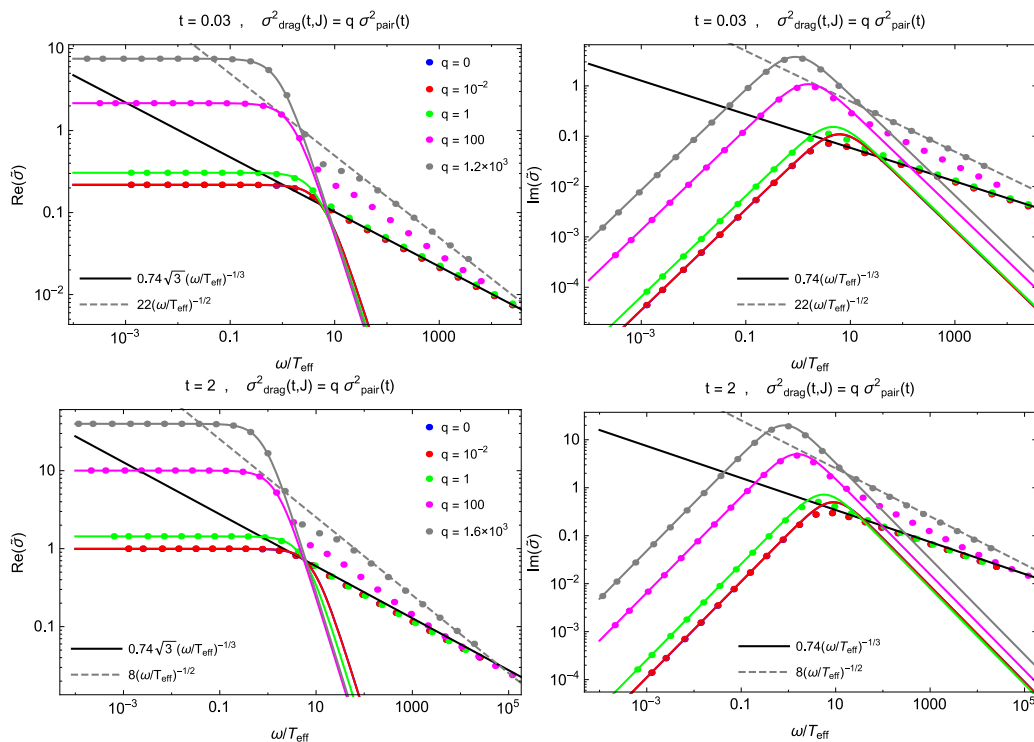 t = 0.03 , σ²drag(t,J) = q σ²pair(t)
Re(σ̄)
10
1
0.1
10⁻²
q = 0
q = 10⁻²
q = 1
q = 100
q = 1.2×10³
0.74√3 (ω/Teff)⁻¹/³
22(ω/Teff)⁻¹/²
10⁻³
0.1
10
1000
ω/Teff
t = 0.03 , σ²drag(t,J) = q σ²pair(t)
Im(σ̄)
1
0.1
10⁻²
10⁻³
10⁻⁴
0.74(ω/Teff)⁻¹/³
22(ω/Teff)⁻¹/²
10⁻³
0.1
10
1000
ω/Teff
t = 2 , σ²drag(t,J) = q σ²pair(t)
Re(σ̄)
10
1
0.1
q = 0
q = 10⁻²
q = 1
q = 100
q = 1.6×10³
0.74√3 (ω/Teff)⁻¹/³
8(ω/Teff)⁻¹/²
10⁻³
0.1
10
1000
10⁵
ω/Teff
t = 2 , σ²drag(t,J) = q σ²pair(t)
Im(σ̄)
10
1
0.1
10⁻²
10⁻³
10⁻⁴
0.74(ω/Teff)⁻¹/³
8(ω/Teff)⁻¹/²
10⁻³
0.1
10
1000
10⁵
ω/Teff